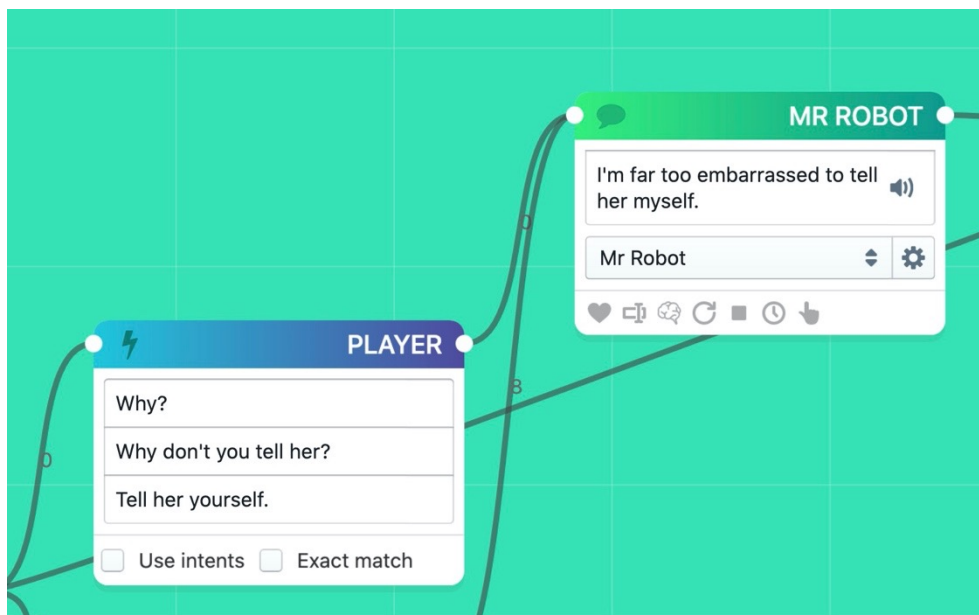 MR ROBOT
I'm far too embarrassed to tell
her myself.
Mr Robot
0
8
PLAYER
Why?
Why don't you tell her?
Tell her yourself.
0
Use intents
Exact match